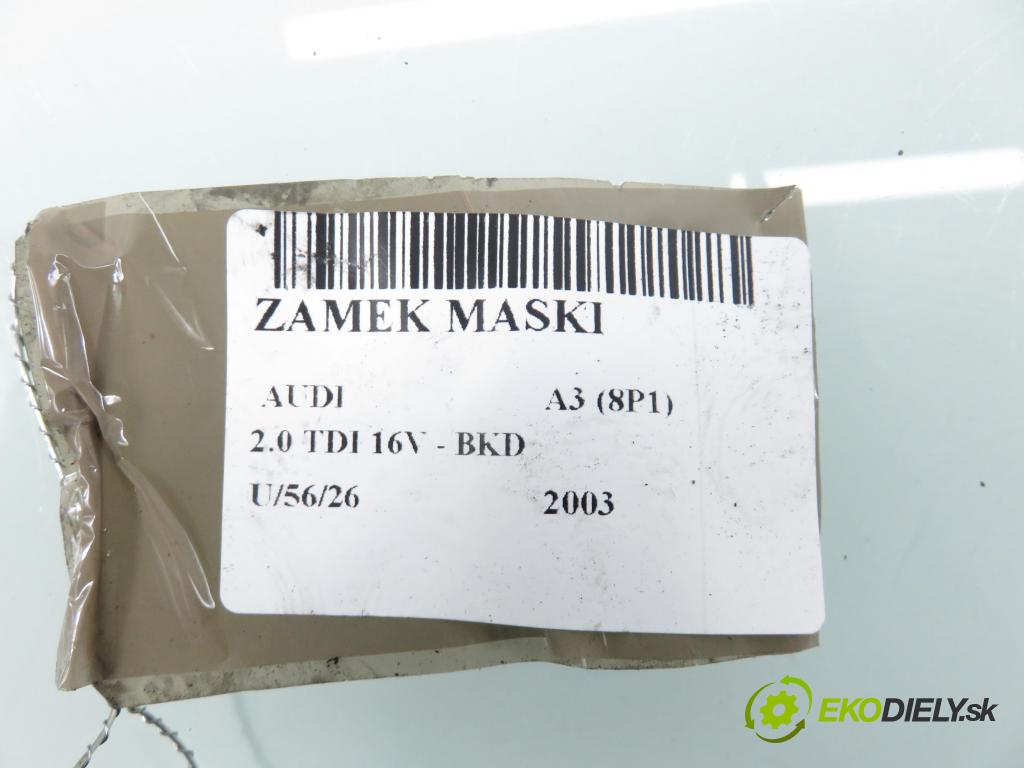 ZAMEK MASKI
AUDI A3 (8P1)
2.0 TDI 16V - BKD
U/56/26 2003
EKODIELY.sk